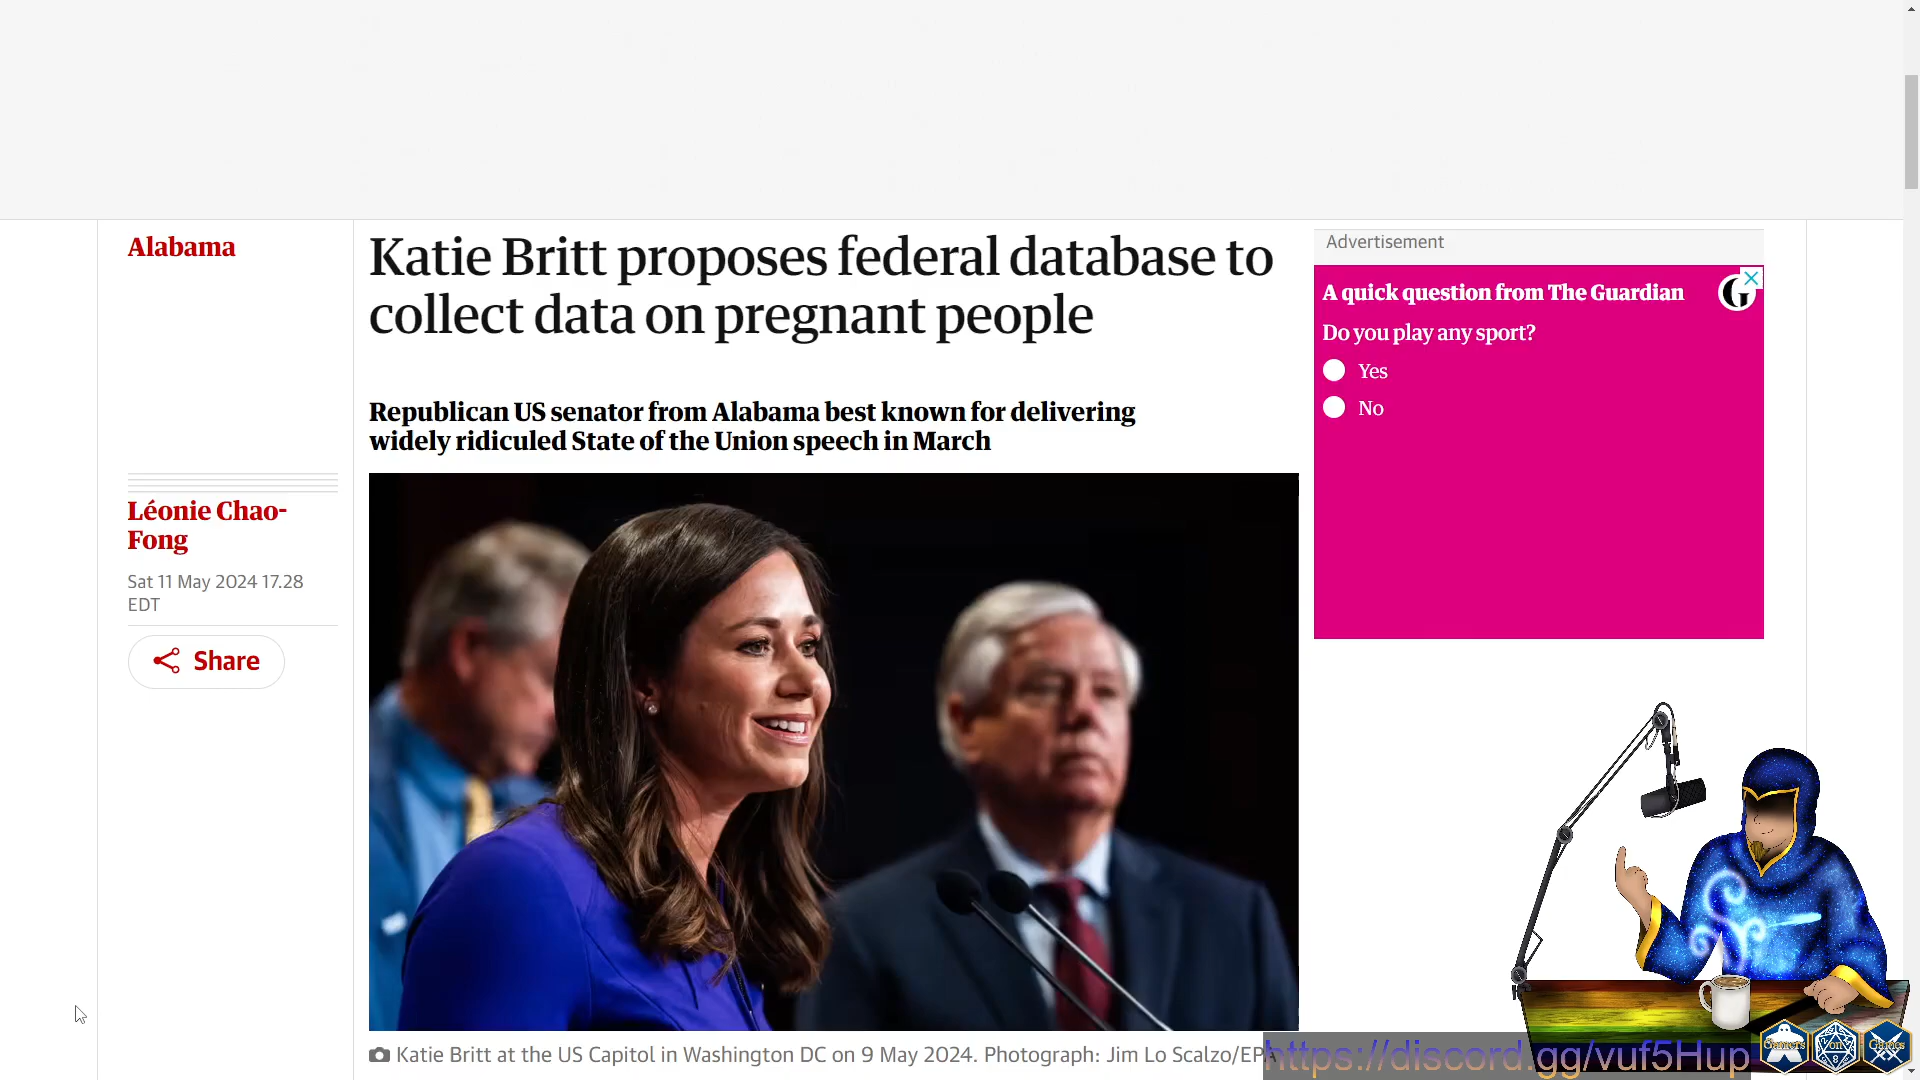 Alabama
Katie Britt proposes federal database to
collect data on pregnant people
Republican US senator from Alabama best known for delivering
widely ridiculed State of the Union speech in March
Léonie Chao-
Fong
Sat 11 May 2024 17.28
EDT
Share
Katie Britt at the US Capitol in Washington DC on 9 May 2024. Photograph: Jim Lo Scalzo/EPA
Advertisement
A quick question from The Guardian
G
Do you play any sport?
Yes
No
https://discord.gg/vuf5Hup
Gamers
Von
8
Games